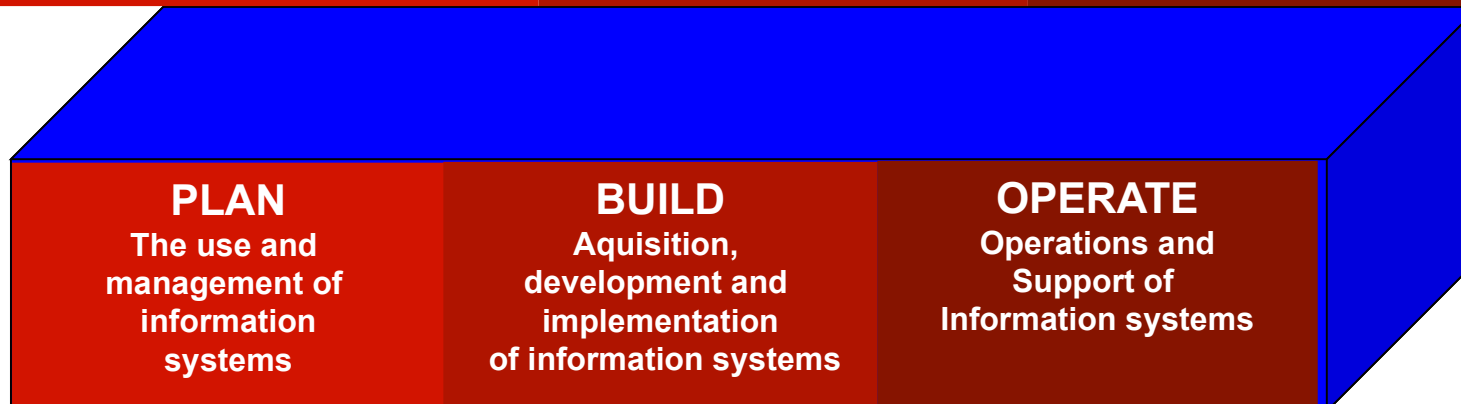 PLAN
The use and
management of
information
systems
BUILD
Aquisition,
development and
implementation
of information systems
OPERATE
Operations and
Support of
Information systems